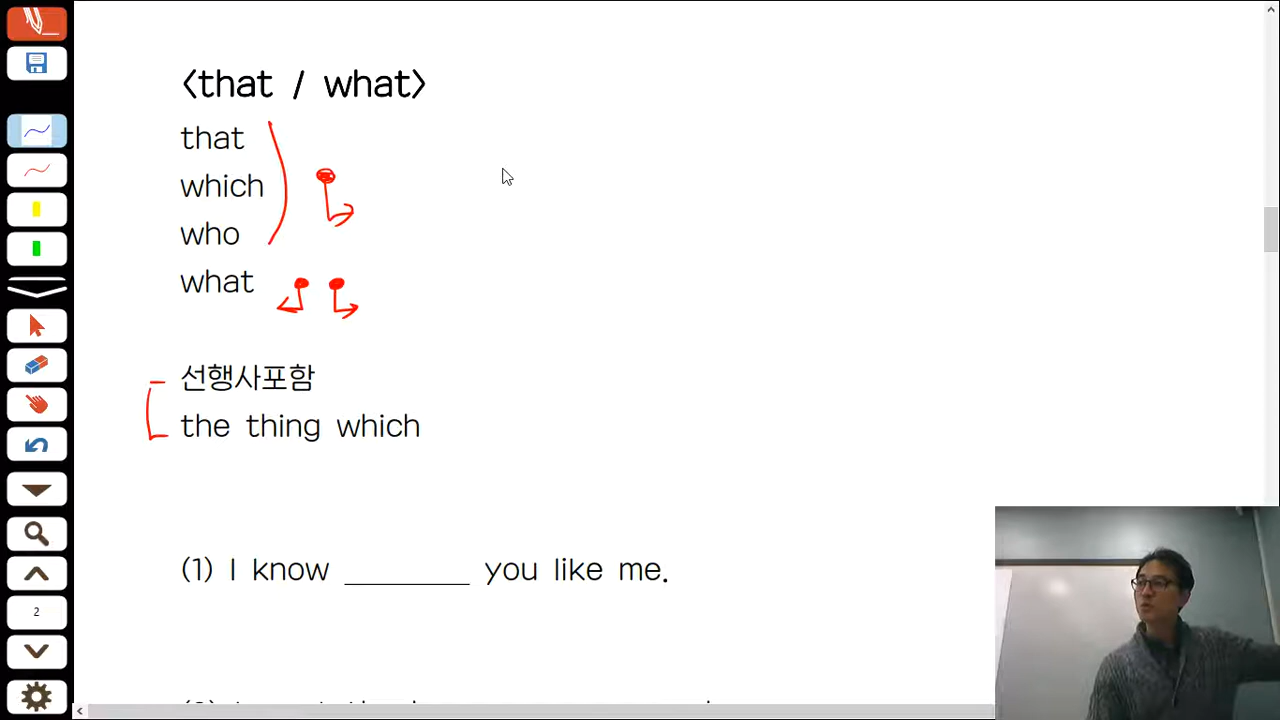 〈that / what〉
that
which
who
what
선행사포함
the thing which
(1) I know ________ you like me.
2